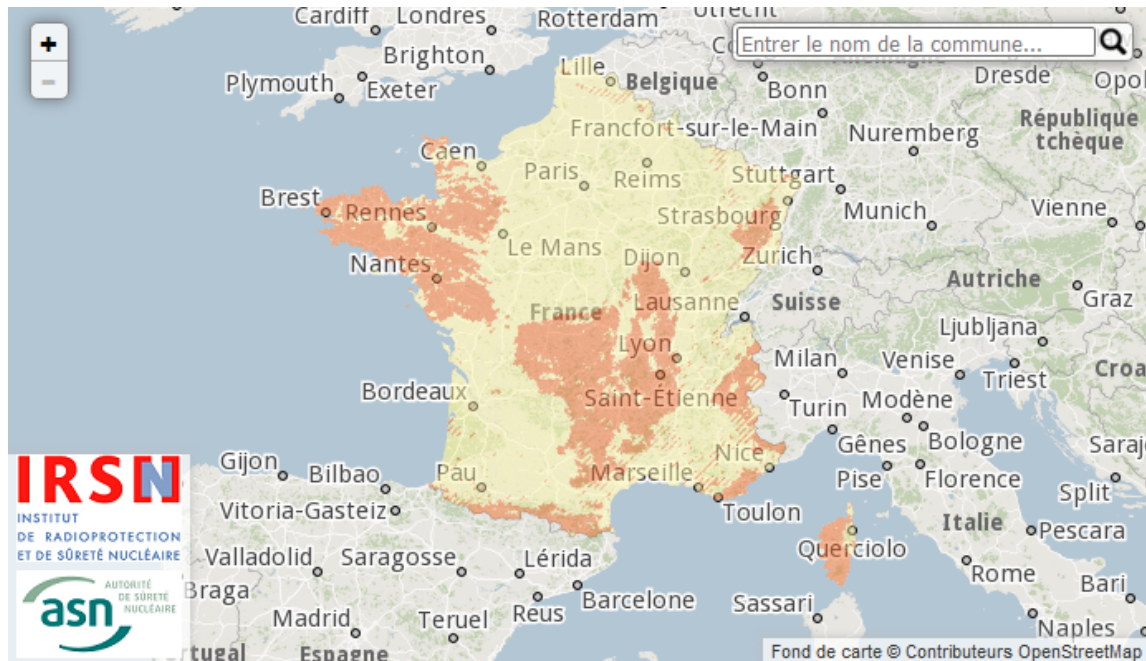 Cardiff
Londres
Rotterdam
Utrecht
+
Entrer le nom de la commune...
Brighton
−
Lille
Belgique
Allemagne
Dresde
Plymouth
Exeter
Bonn
Francfort-sur-le-Main
Nuremberg
République
tchèque
Caen
Paris
Reims
Stuttgart
Brest
Rennes
Strasbourg
Munich
Vienne
Le Mans
Nantes
Dijon
Zurich
Autriche
France
Lausanne
Suisse
Graz
Ljubljana
Lyon
Milan
Venise
Triest
Bordeaux
Saint-Étienne
Turin
Modène
Gênes
Bologne
Nice
Gijon
Bilbao
Pau
Marseille
Pise
Florence
Split
Vitoria-Gasteiz
Toulon
Italie
Pescara
IRSN
INSTITUT
DE RADIOPROTECTION
ET DE SÛRETÉ NUCLÉAIRE
Valladolid
Saragosse
Lérida
Querciolo
Rome
Bari
asn
AUTORITÉ
DE SÛRETÉ
NUCLÉAIRE
Braga
Reus
Barcelone
Madrid
Teruel
Sassari
Naples
Espagne
Fond de carte © Contributeurs OpenStreetMap